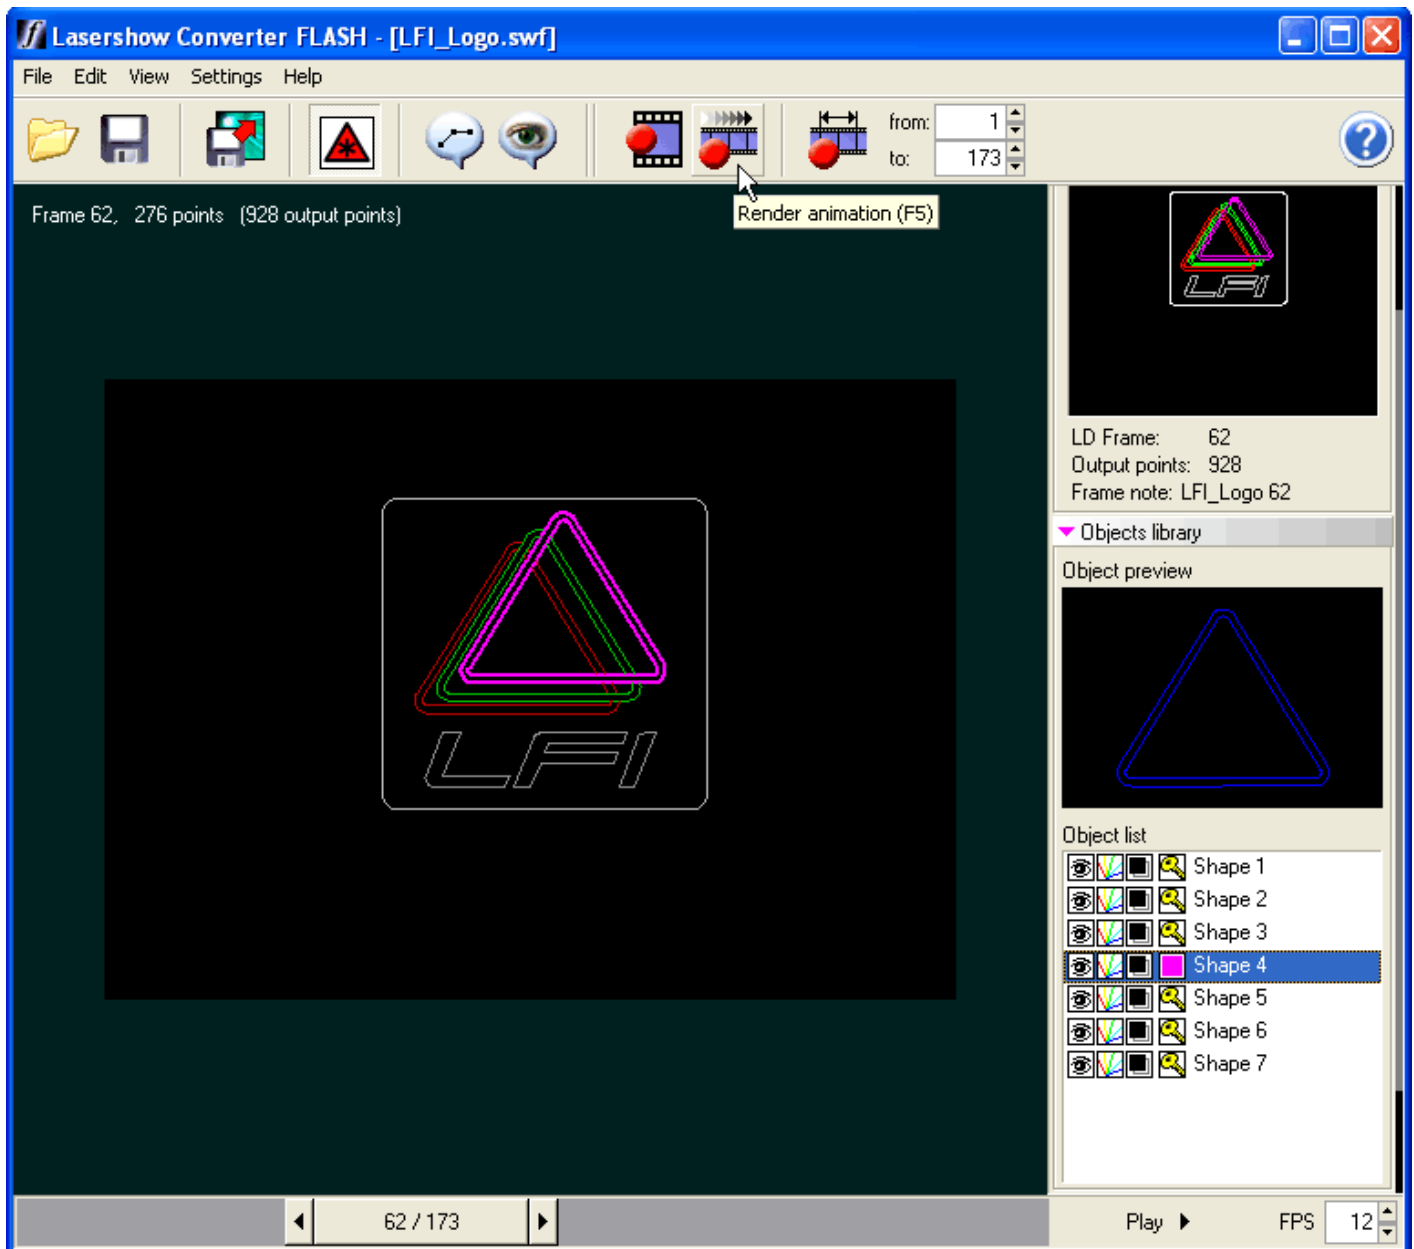 Lasershow Converter FLASH - [LFI_Logo.swf]
File Edit View Settings Help
from: 1
to: 173
Frame 62, 276 points (928 output points)
Render animation (F5)
LFI
LD Frame: 62
Output points: 928
Frame note: LFI_Logo 62
Objects library
Object preview
LFI
Object list
Shape 1
Shape 2
Shape 3
Shape 4
Shape 5
Shape 6
Shape 7
62 / 173
Play
FPS 12